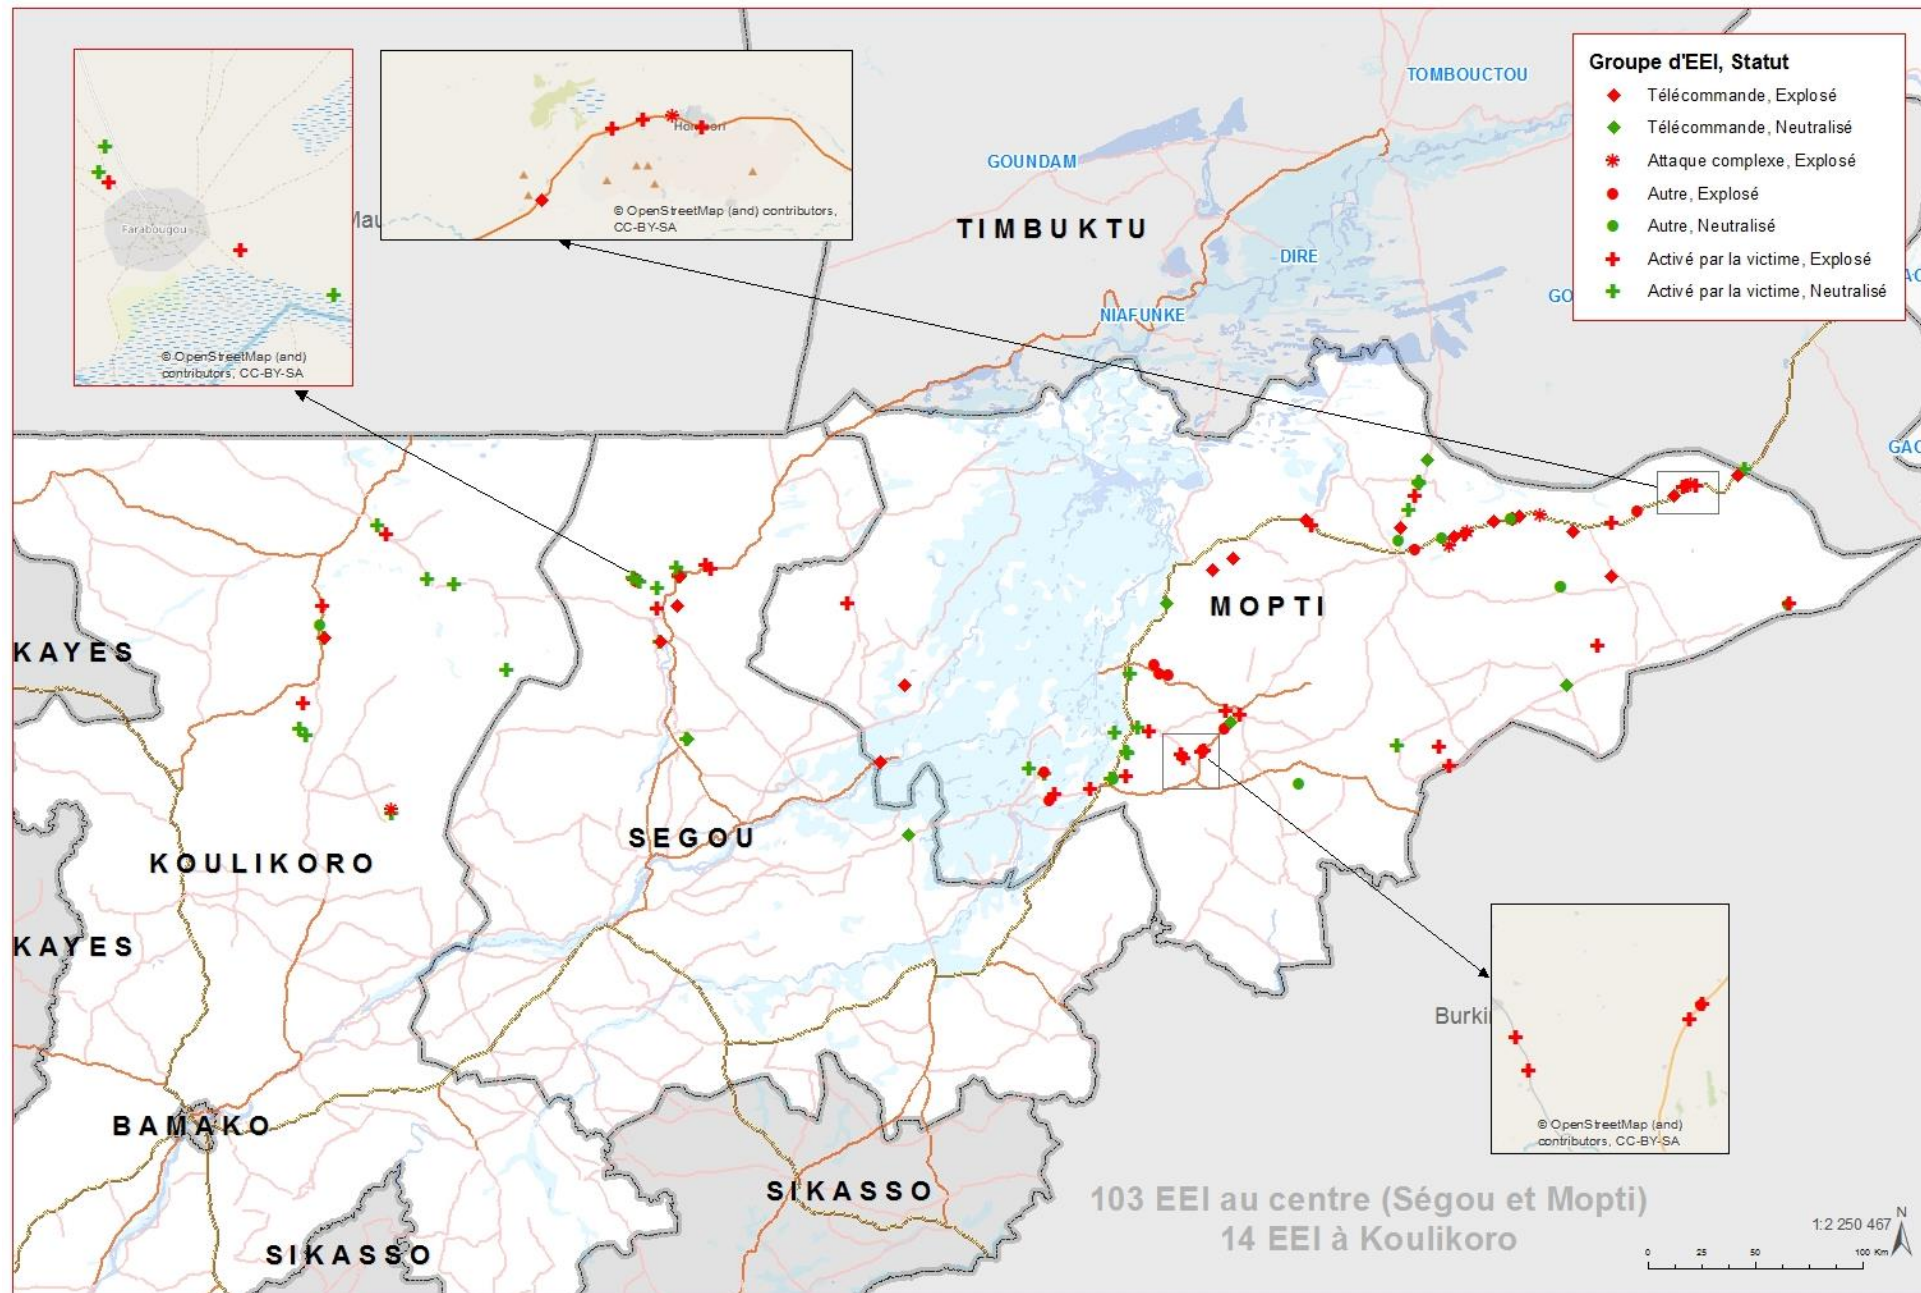 Groupe d'EEI, Statut
Télécommande, Explosé
Télécommande, Neutralisé
Attaque complexe, Explosé
Autre, Explosé
Autre, Neutralisé
Activé par la victime, Explosé
Activé par la victime, Neutralisé
Farabougou
© OpenStreetMap (and)
contributors, CC-BY-SA
© OpenStreetMap (and) contributors,
CC-BY-SA
Mau
TOMBOUCTOU
GOUNDAM
TIMBUKTU
DIRE
GO
NIAFUNKE
GAO
MOPTI
KAYES
SEGOU
KOULIKORO
KAYES
Burki
© OpenStreetMap (and)
contributors, CC-BY-SA
BAMAKO
SIKASSO
SIKASSO
103 EEI au centre (Ségou et Mopti)
14 EEI à Koulikoro
1:2 250 467
N
0 25 50 100 Km